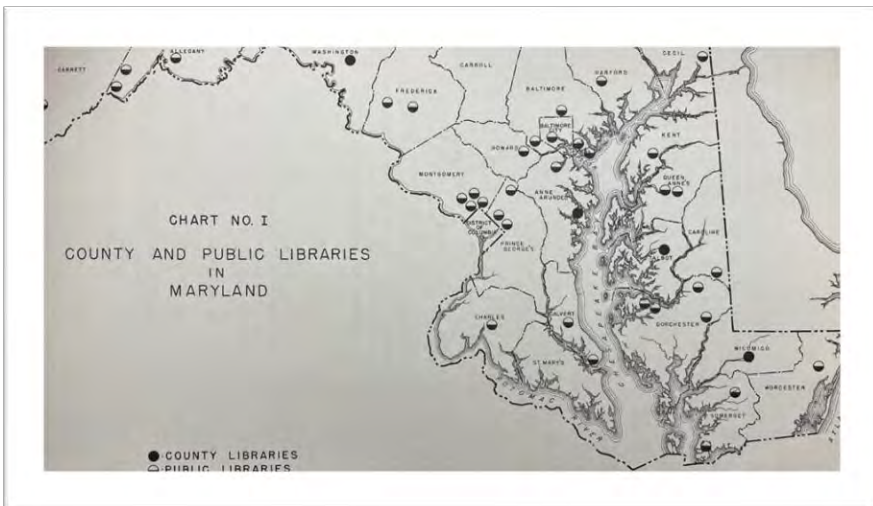 GARRETT
ALLEGANY
WASHINGTON
CARROLL
BALTIMORE
HARFORD
CECIL
FREDERICK
BALTIMORE
CITY
HOWARD
KENT
MONTGOMERY
ANNE
ARUNDEL
QUEEN
ANNE'S
DISTRICT
OF
COLUMBIA
PRINCE
GEORGE'S
CAROLINE
TALBOT
CHART NO. I
COUNTY AND PUBLIC LIBRARIES
IN
MARYLAND
CHARLES
CALVERT
DORCHESTER
ST. MARY'S
WICOMICO
WORCESTER
SOMERSET
POTOMAC RIVER
COUNTY LIBRARIES
PUBLIC LIBRARIES